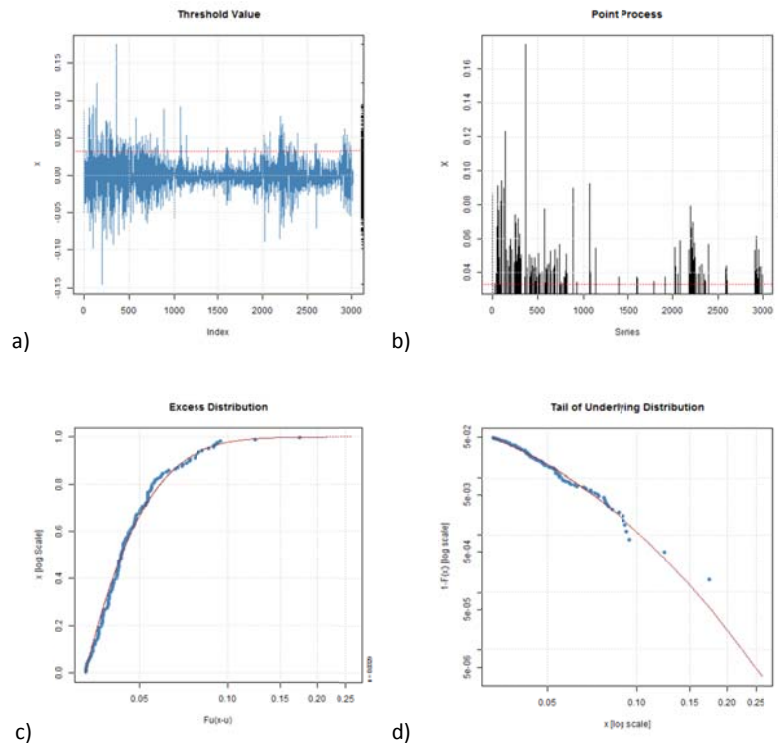 Threshold Value
x
0.15
0.10
0.05
0.00
-0.05
-0.10
-0.15
0 500 1000 1500 2000 2500 3000
Index
a)
Point Process
X
0.16
0.14
0.12
0.10
0.08
0.06
0.04
0 500 1000 1500 2000 2500 3000
Series
b)
Excess Distribution
x [log Scale]
1.0
0.8
0.6
0.4
0.2
0.0
0.05 0.10 0.15 0.20 0.25
Fu(x-u)
c)
Tail of Underlying Distribution
1-F(x) [log scale]
5e-02
5e-03
5e-04
5e-05
5e-06
0.05 0.10 0.15 0.20 0.25
x [log scale]
d)